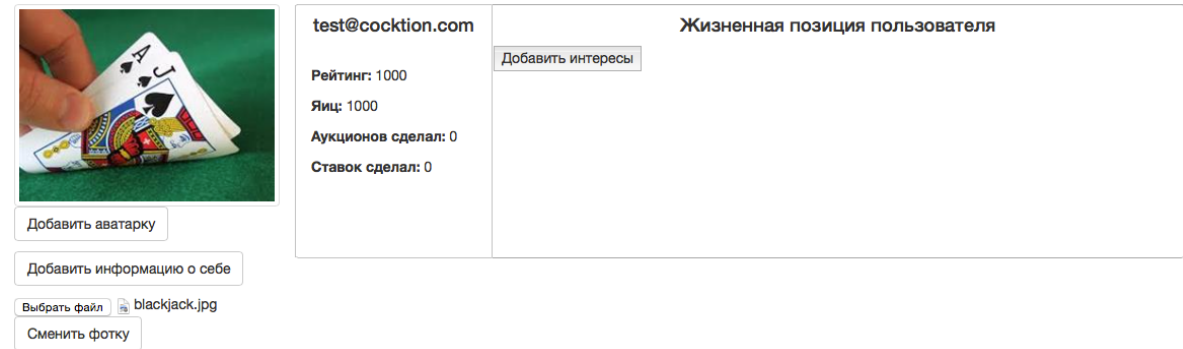 test@cocktion.com
Рейтинг: 1000
Яиц: 1000
Аукционов сделал: 0
Ставок сделал: 0
Жизненная позиция пользователя
Добавить интересы
A
J
Добавить аватарку
Добавить информацию о себе
Выбрать файл blackjack.jpg
Сменить фотку